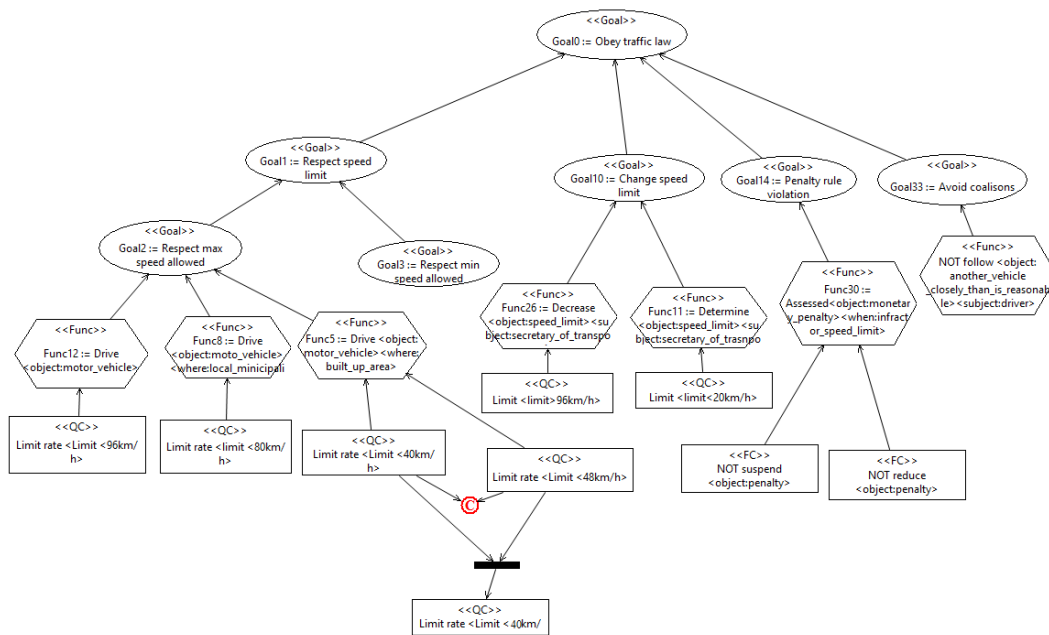 <<Goal>>
Goal0 := Obey traffic law
<<Goal>>
Goal1 := Respect speed
limit
<<Goal>>
Goal10 := Change speed
limit
<<Goal>>
Goal14 := Penalty rule
violation
<<Goal>>
Goal33 := Avoid coalisons
<<Goal>>
Goal2 := Respect max
speed allowed
<<Goal>>
Goal3 := Respect min
speed allowed
<<Func>>
NOT follow <object:
another_vehicle
_closely_than_is_reasonab
le> <subject:driver>
<<Func>>
Func30 :=
Assessed<object:monetar
y_penalty> <when:infract
or_speed_limit>
<<Func>>
Func26 := Decrease
<object:speed_limit><su
bject:secretary_of_transpo
.
<<Func>>
Func11 := Determine
<object:speed_limit><su
bject:secretary_of_trasnpo
.
<<Func>>
Func12 := Drive
<object:motor_vehicle>
<<Func>>
Func8 := Drive
<object:moto_vehicle>
<where:local_minicipali
<<Func>>
Func5 := Drive <object:
motor_vehicle> <where:
built_up_area>
<<QC>>
Limit <limit>96km/h>
<<QC>>
Limit <limit<20km/h>
<<QC>>
Limit rate <Limit <96km/
h>
<<QC>>
Limit rate <limit <80km/
h>
<<QC>>
Limit rate <Limit <40km/
h>
<<QC>>
Limit rate <Limit <48km/h>
<<FC>>
NOT suspend
<object:penalty>
<<FC>>
NOT reduce
<object:penalty>
C
<<QC>>
Limit rate <Limit <40km/